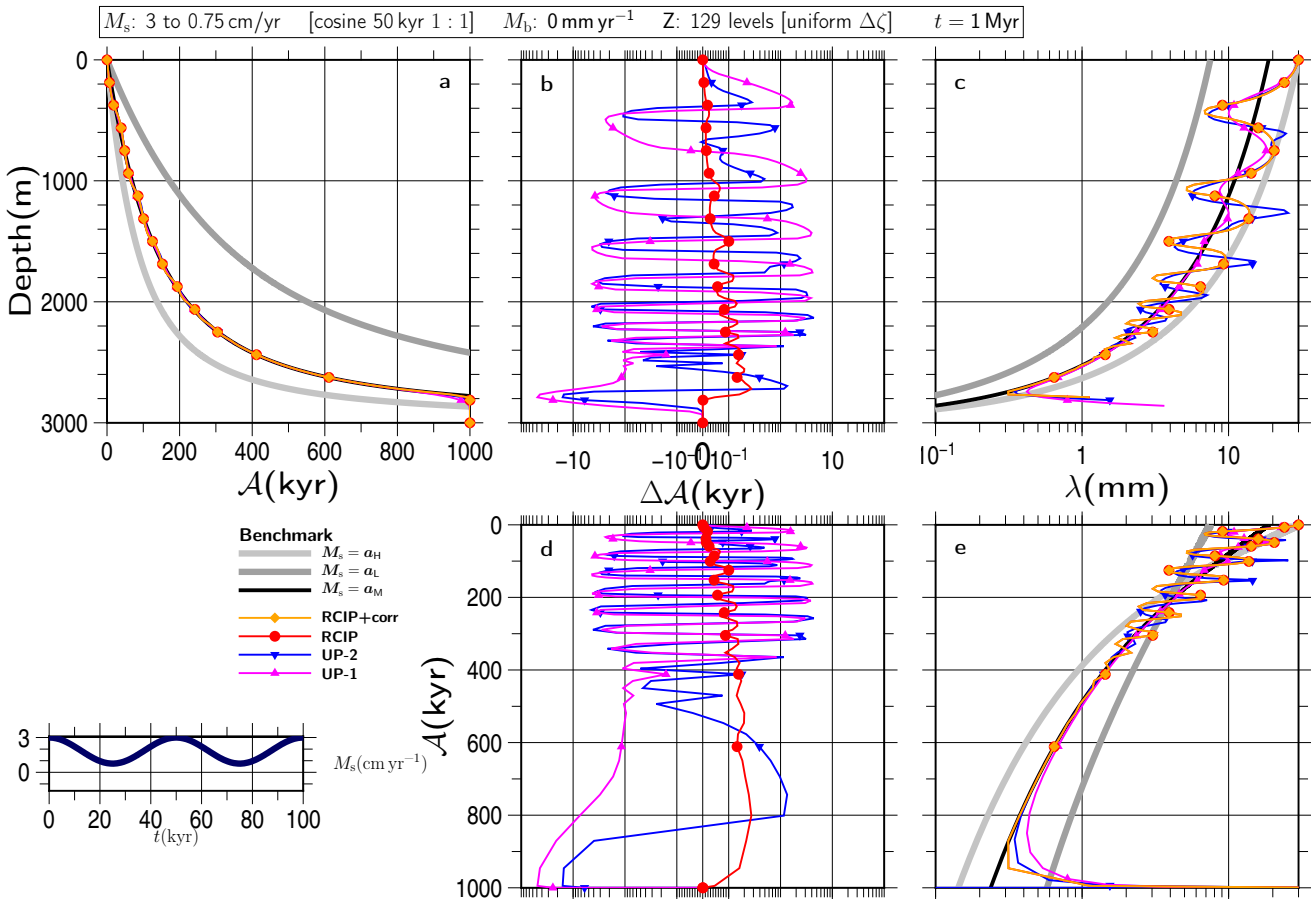 Mₛ: 3 to 0.75 cm/yr [cosine 50 kyr 1 : 1] M_b: 0 mm yr⁻¹ Z: 129 levels [uniform Δζ] t = 1 Myr
a
b
c
0
1000
2000
3000
Depth(m)
0 200 400 600 800 1000
𝒜(kyr)
−10 −10⁻¹ 0 10⁻¹ 10
Δ𝒜(kyr)
10⁻¹ 1 10
λ(mm)
Benchmark
Mₛ = a_H
Mₛ = a_L
Mₛ = a_M
RCIP+corr
RCIP
UP-2
UP-1
3
0
Mₛ(cm yr⁻¹)
0 20 40 60 80 100
t(kyr)
d
e
0
200
400
600
800
1000
𝒜(kyr)